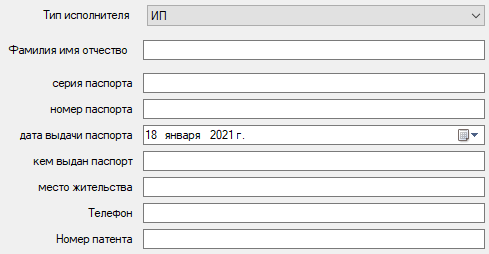 Тип исполнителя ИП
Фамилия имя отчество
серия паспорта
номер паспорта
дата выдачи паспорта 18 января 2021 г.
кем выдан паспорт
место жительства
Телефон
Номер патента